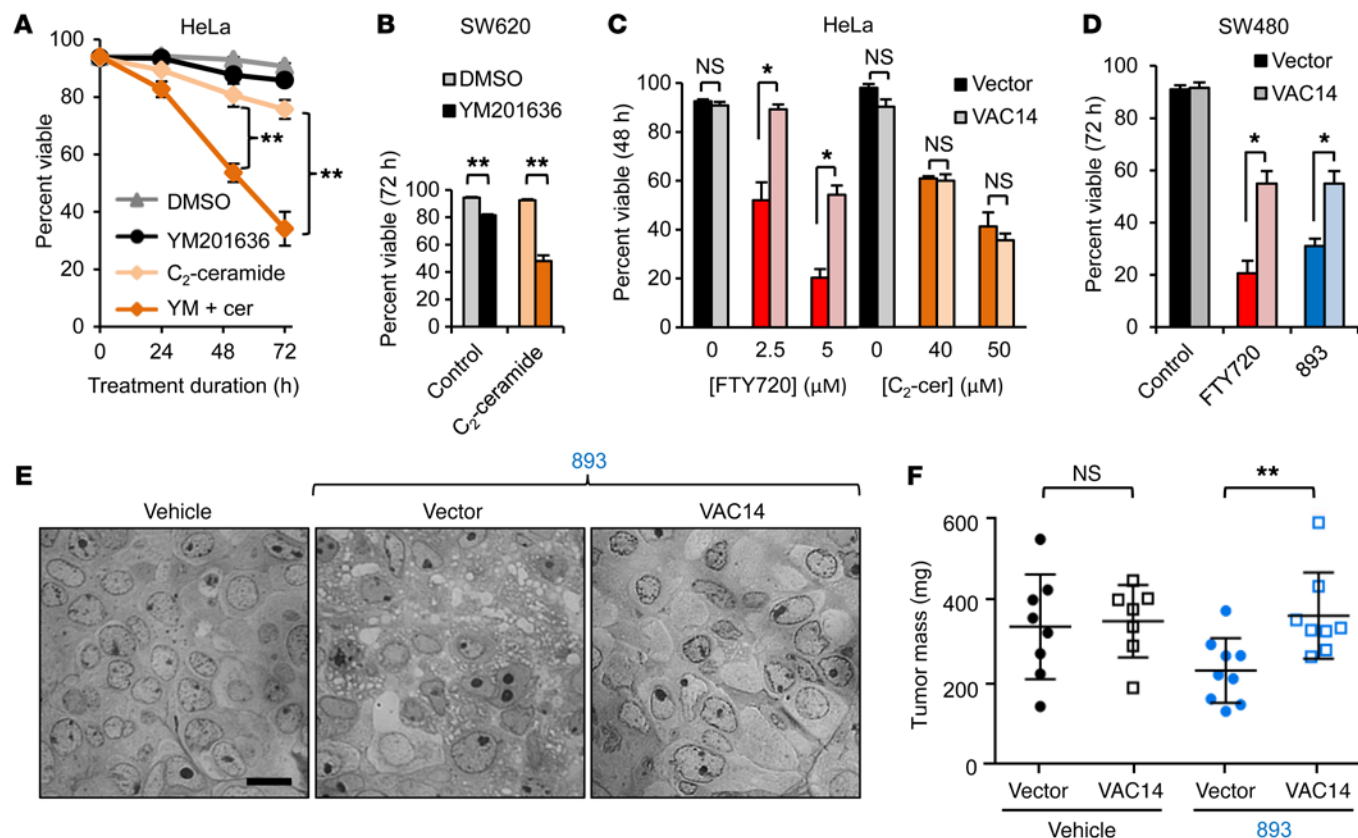 A
HeLa
Percent viable
100
80
60
40
20
0
DMSO
YM201636
C2-ceramide
YM + cer
**
**
0 24 48 72
Treatment duration (h)
B
SW620
DMSO
YM201636
Percent viable (72 h)
100
80
60
40
20
0
**
**
Control
C2-ceramide
C
HeLa
Percent viable (48 h)
100
80
60
40
20
0
NS
*
*
NS
NS
NS
Vector
VAC14
0 2.5 5 0 40 50
[FTY720] (μM) [C2-cer] (μM)
D
SW480
Vector
VAC14
Percent viable (72 h)
100
80
60
40
20
0
*
*
Control
FTY720
893
E
893
Vehicle Vector VAC14
F
NS
**
Tumor mass (mg)
600
400
200
0
Vector VAC14 Vector VAC14
Vehicle 893